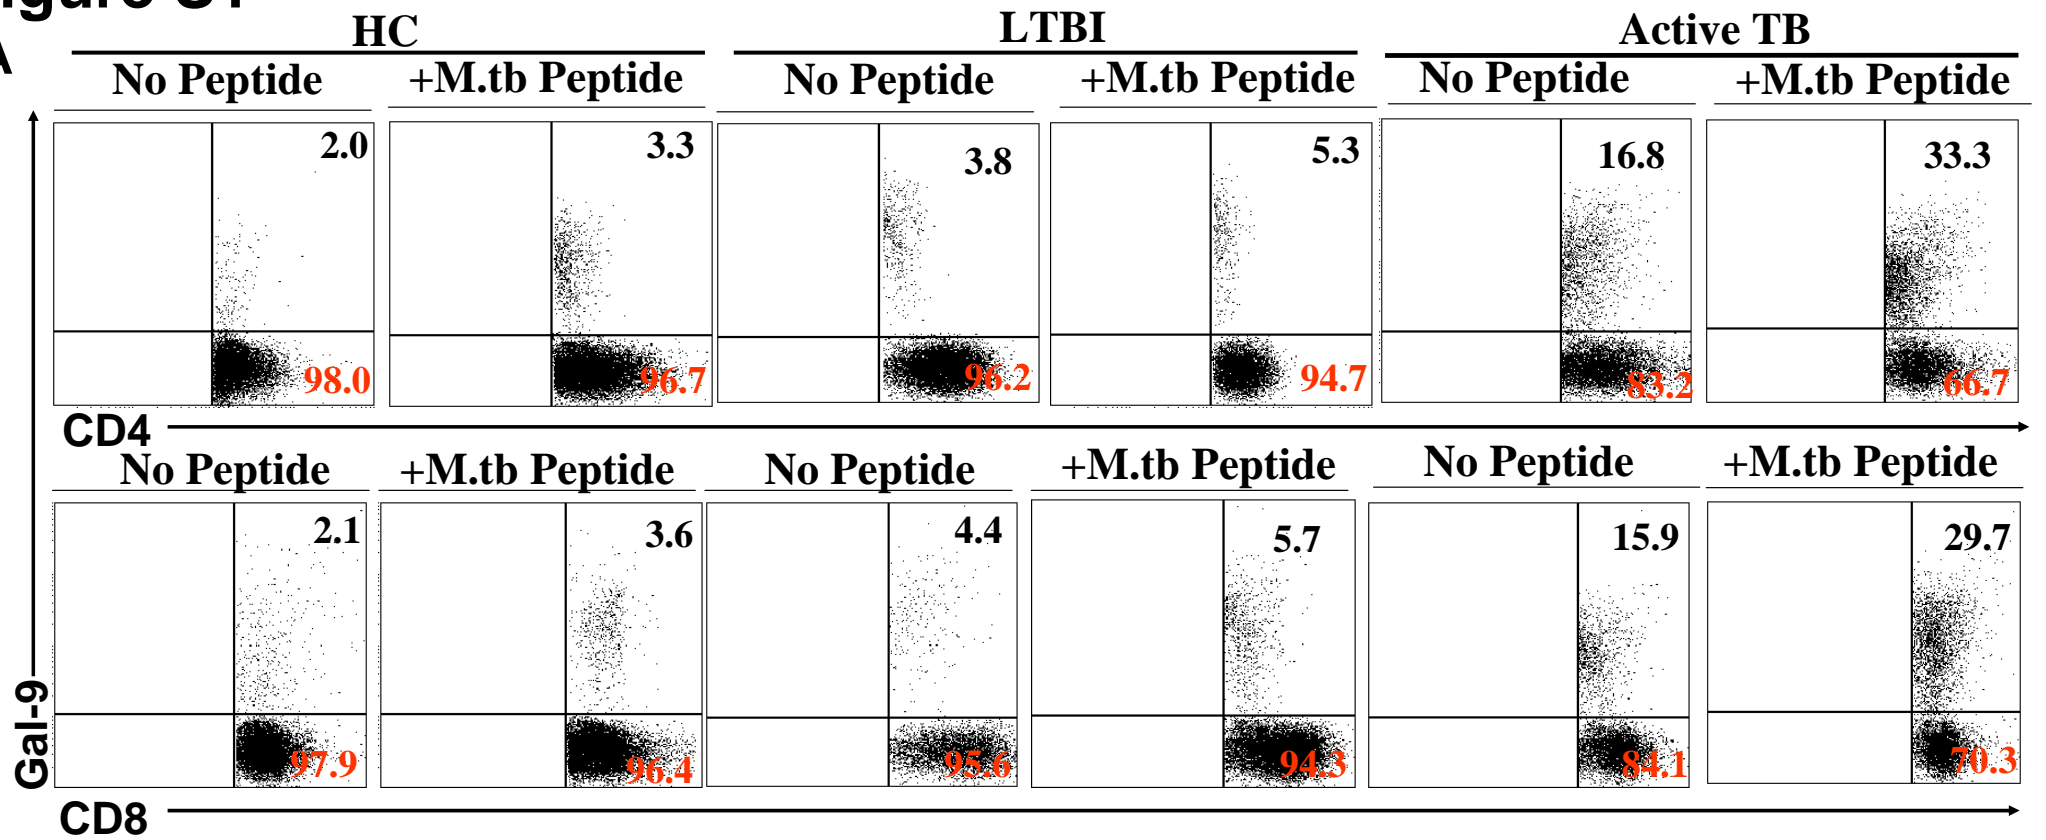 HC LTBI Active TB
A
No Peptide +M.tb Peptide No Peptide +M.tb Peptide No Peptide +M.tb Peptide
2.0 3.3 3.8 5.3 16.8 33.3
98.0 96.7 96.2 94.7 83.2 66.7
CD4
No Peptide +M.tb Peptide No Peptide +M.tb Peptide No Peptide +M.tb Peptide
2.1 3.6 4.4 5.7 15.9 29.7
Gal-9
97.9 96.4 95.6 94.3 84.1 70.3
CD8